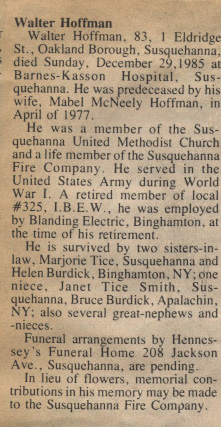 Walter Hoffman
Walter Hoffman, 83, 1 Eldridge
St., Oakland Borough, Susquehanna,
died Sunday, December 29,1985 at
Barnes-Kasson Hospital, Sus-
quehanna. He was predeceased by his
wife, Mabel McNeely Hoffman, in
April of 1977.
He was a member of the Sus-
quehanna United Methodist Church
and a life member of the Susquehanna
Fire Company. He served in the
United States Army during World
War I. A retired member of local
#325, I.B.E.W., he was employed
by Blanding Electric, Binghamton, at
the time of his retirement.
He is survived by two sisters-in-
law, Marjorie Tice, Susquehanna and
Helen Burdick, Binghamton, NY; one
niece, Janet Tice Smith, Sus-
quehanna, Bruce Burdick, Apalachin,
NY; also several great-nephews and
-nieces.
Funeral arrangements by Hennes-
sey's Funeral Home 208 Jackson
Ave., Susquehanna, are pending.
In lieu of flowers, memorial con-
tributions in his memory may be made
to the Susquehanna Fire Company.